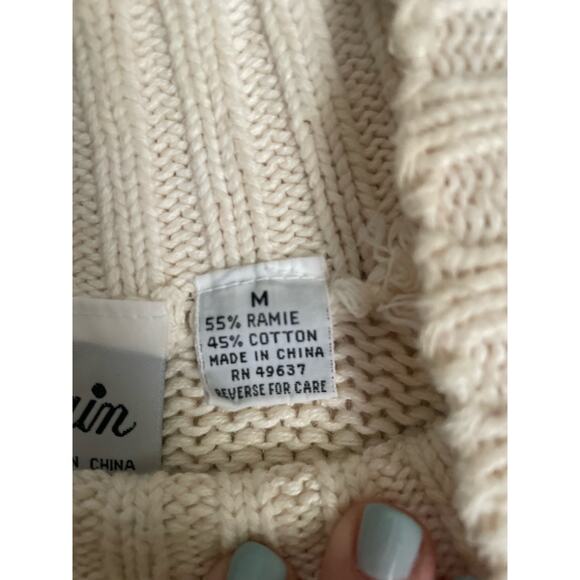 M
55% RAMIE
45% COTTON
MADE IN CHINA
RN 49637
REVERSE FOR CARE
CHINA